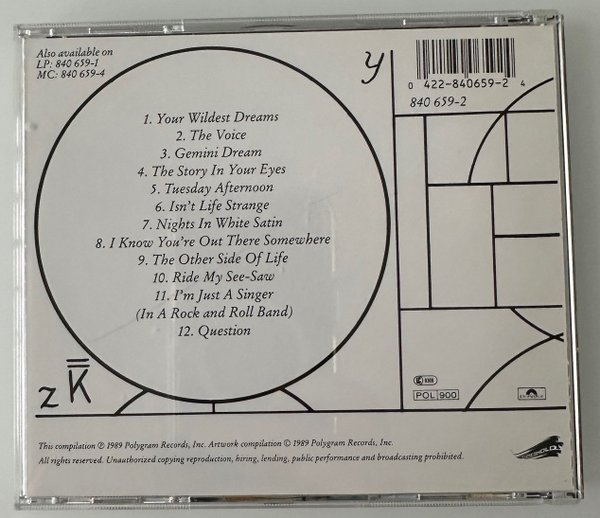 Also available on
LP: 840 659-1
MC: 840 659-4
y
0 422-840659-2 4
840 659-2
1. Your Wildest Dreams
2. The Voice
3. Gemini Dream
4. The Story In Your Eyes
5. Tuesday Afternoon
6. Isn't Life Strange
7. Nights In White Satin
8. I Know You're Out There Somewhere
9. The Other Side Of Life
10. Ride My See-Saw
11. I'm Just A Singer
(In A Rock and Roll Band)
12. Question
z K
POL 900
This compilation ℗ 1989 Polygram Records, Inc. Artwork compilation © 1989 Polygram Records, Inc.
All rights reserved. Unauthorized copying reproduction, hiring, lending, public performance and broadcasting prohibited.